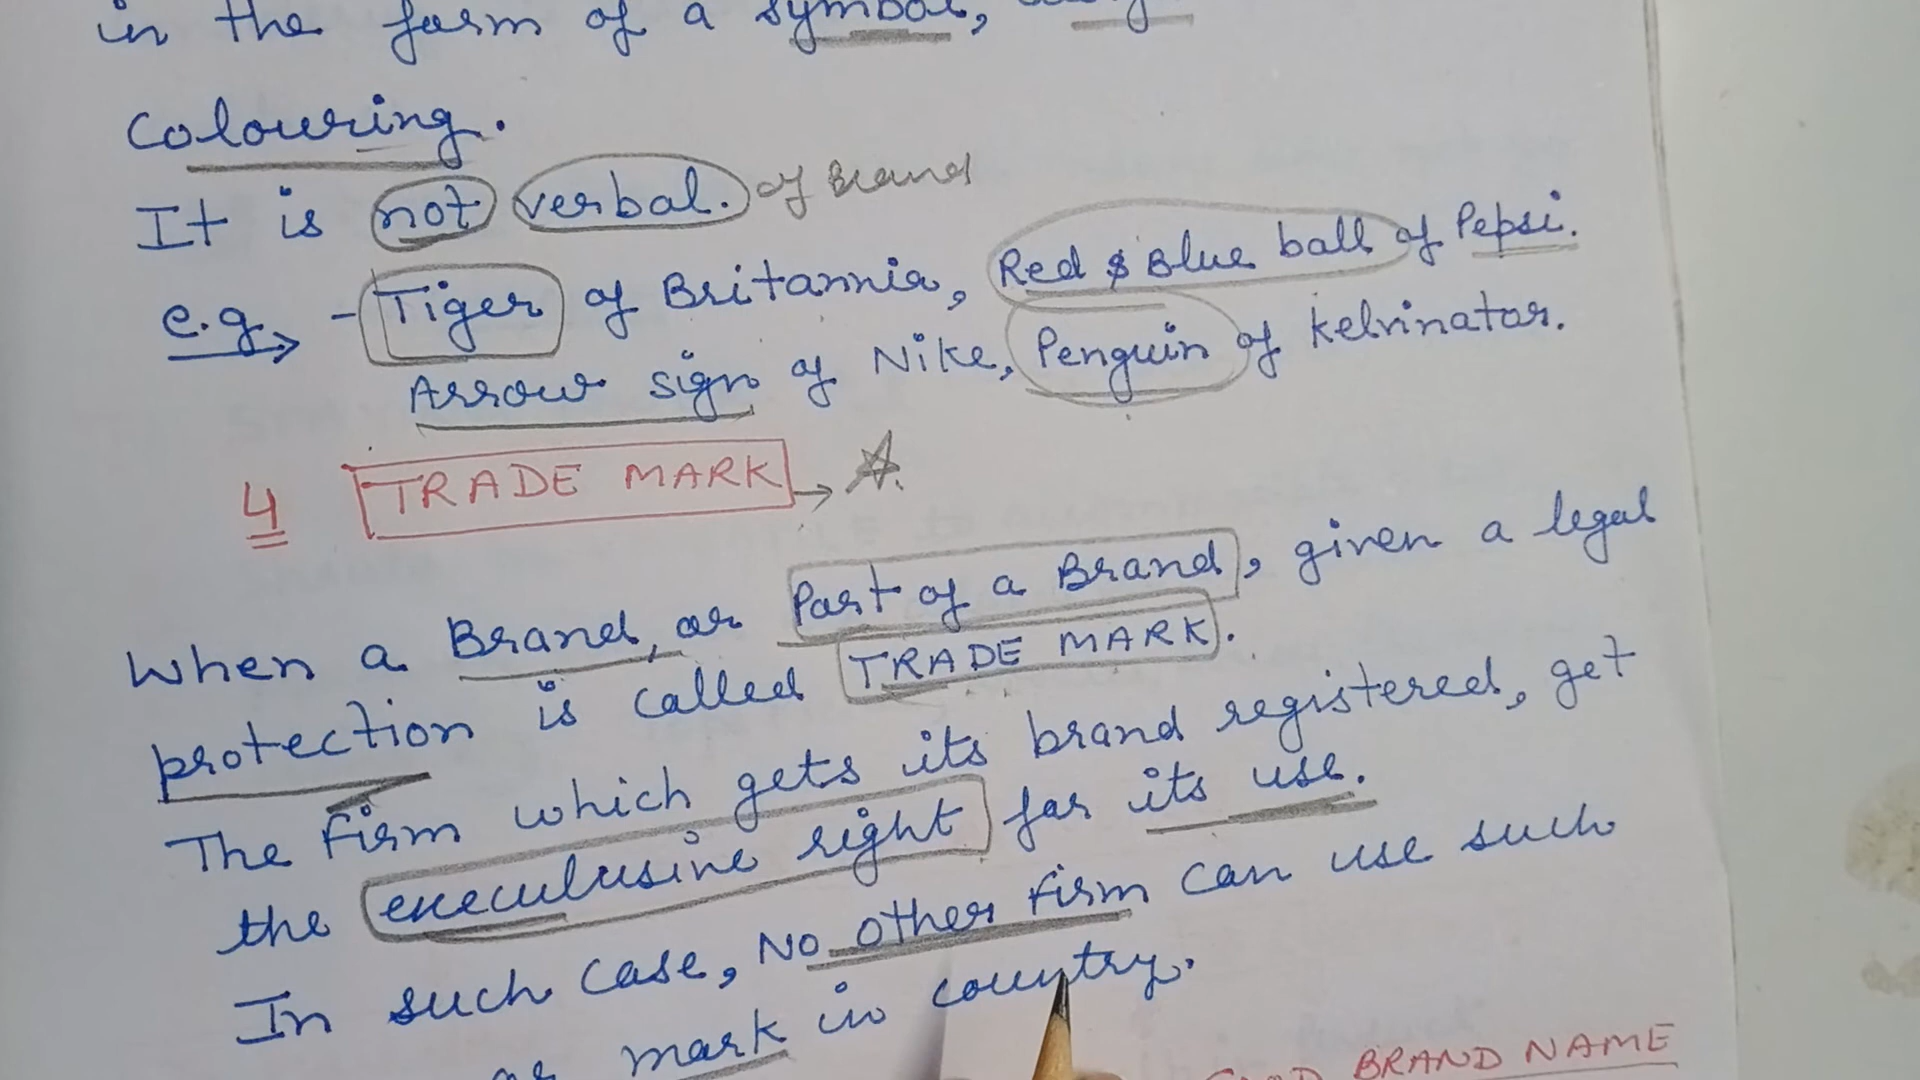 in the form of a symbol,
Colouring.
It is not verbal. of Brand
e.g → - Tiger of Britannia, Red & Blue ball of Pepsi.
Arrow sign of Nike, Penguin of Kelvinator.
4 TRADE MARK →
When a Brand, or Part of a Brand, given a legal
protection is called TRADE MARK.
The firm which gets its brand registered, get
the execulusine right for its use.
In such case, No other firm can use such
or mark in country.
BRAND NAME